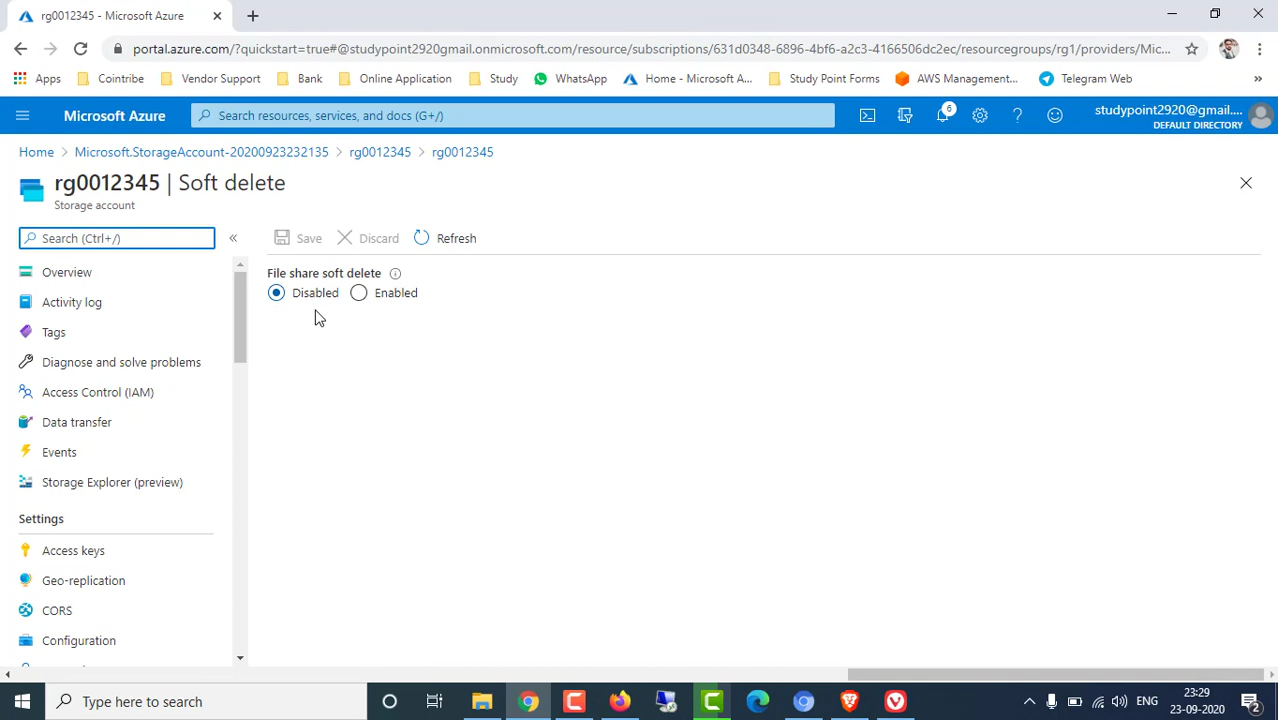 rg0012345 - Microsoft Azure
portal.azure.com/?quickstart=true#@studypoint2920gmail.onmicrosoft.com/resource/subscriptions/631d0348-6896-4bf6-a2c3-4166506dc2ec/resourcegroups/rg1/providers/Mic...
Apps Cointribe Vendor Support Bank Online Application Study WhatsApp Home - Microsoft A... Study Point Forms AWS Management... Telegram Web »
Microsoft Azure Search resources, services, and docs (G+/) 6 studypoint2920@gmail....
DEFAULT DIRECTORY
Home > Microsoft.StorageAccount-20200923232135 > rg0012345 > rg0012345
rg0012345 | Soft delete
Storage account
Search (Ctrl+/) « Save Discard Refresh
Overview
Activity log
Tags
Diagnose and solve problems
Access Control (IAM)
Data transfer
Events
Storage Explorer (preview)
Settings
Access keys
Geo-replication
CORS
Configuration
File share soft delete
Disabled Enabled
Type here to search
ENG
23:29
23-09-2020
2